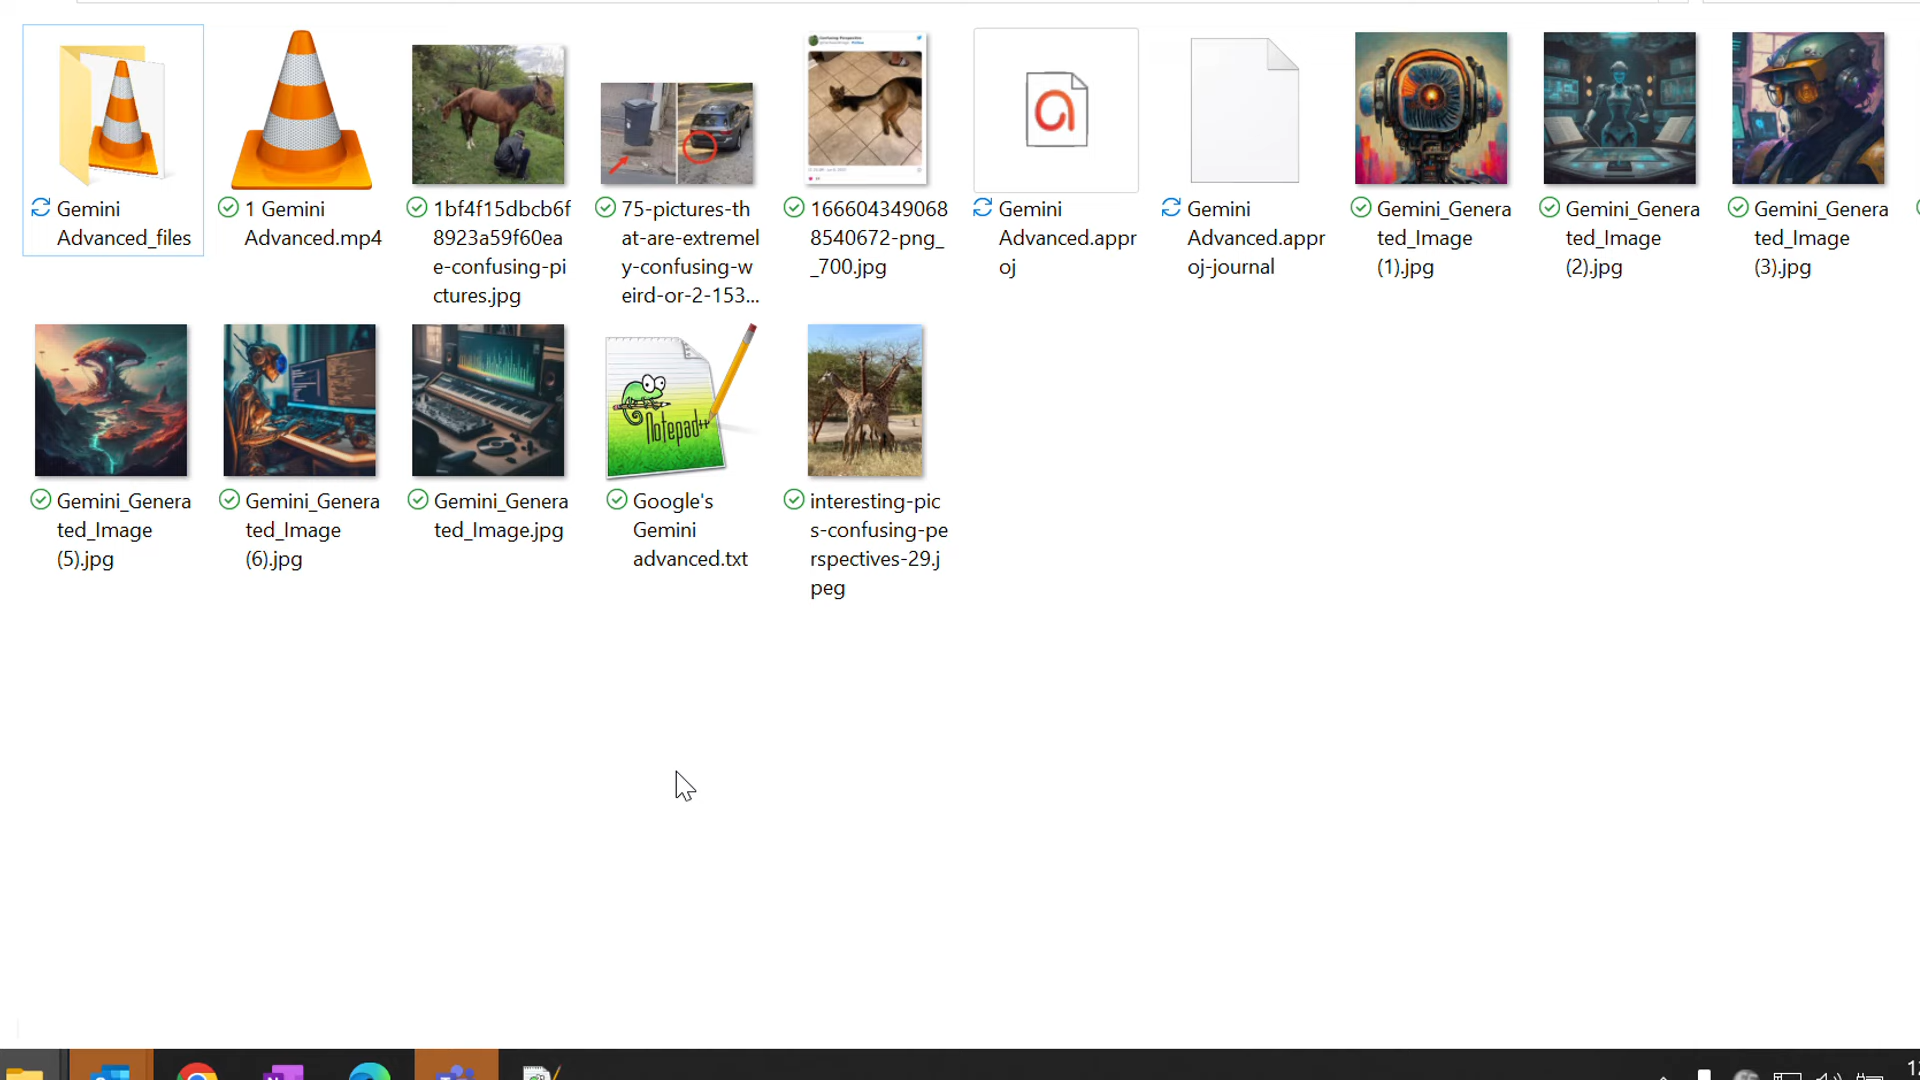 Gemini
Advanced_files
1 Gemini
Advanced.mp4
1bf4f15dbcb6f
8923a59f60ea
e-confusing-pi
ctures.jpg
75-pictures-th
at-are-extremel
y-confusing-w
eird-or-2-153...
166604349068
8540672-png_
_700.jpg
Gemini
Advanced.appr
oj
Gemini
Advanced.appr
oj-journal
Gemini_Genera
ted_Image
(1).jpg
Gemini_Genera
ted_Image
(2).jpg
Gemini_Genera
ted_Image
(3).jpg
Notepad++
Gemini_Genera
ted_Image
(5).jpg
Gemini_Genera
ted_Image
(6).jpg
Gemini_Genera
ted_Image.jpg
Google's
Gemini
advanced.txt
interesting-pic
s-confusing-pe
rspectives-29.j
peg